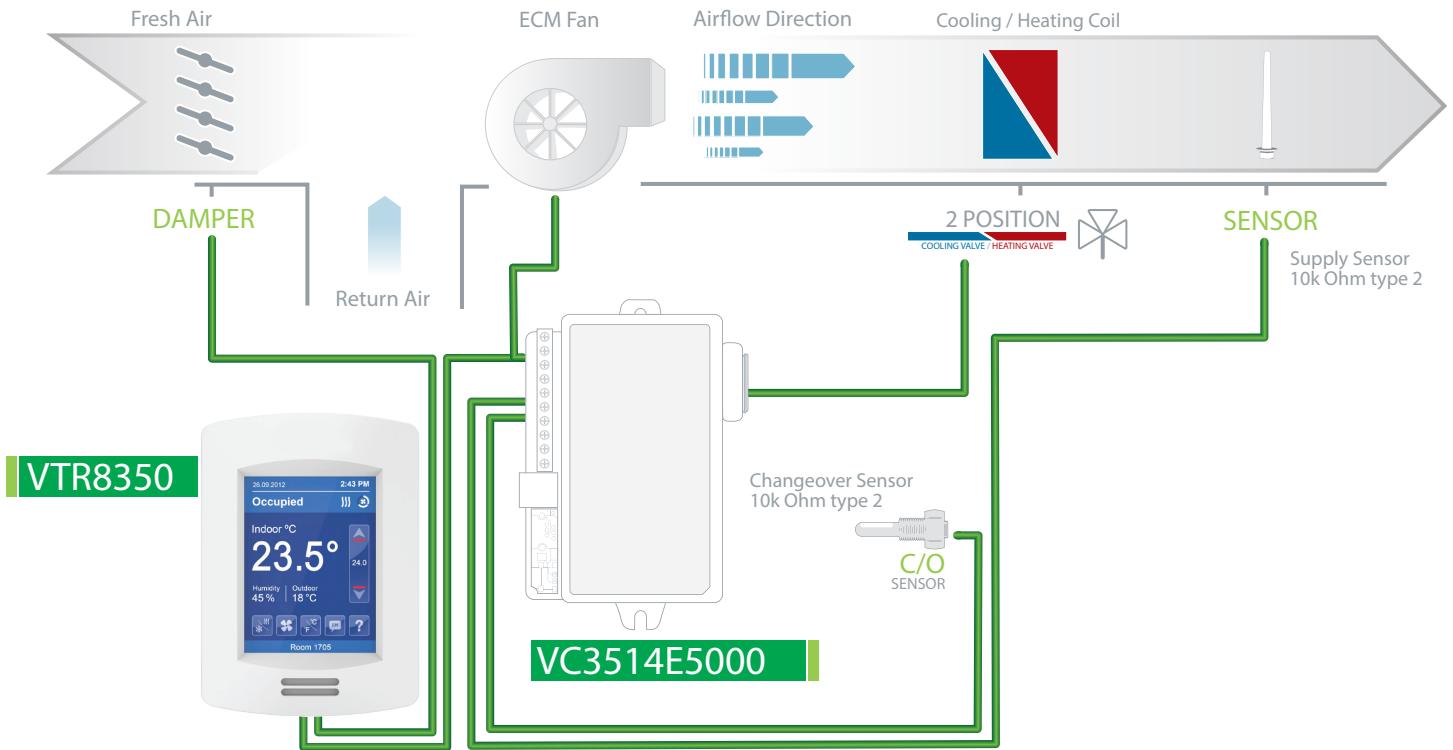 Fresh Air
ECM Fan
Airflow Direction
Cooling / Heating Coil
DAMPER
Return Air
2 POSITION
COOLING VALVE / HEATING VALVE
SENSOR
Supply Sensor
10k Ohm type 2
VTR8350
26.09.2012 2:43 PM
Occupied
Indoor °C
23.5°
24.0
Humidity Outdoor
45 % 18 °C
°C
F
?
Room 1705
Changeover Sensor
10k Ohm type 2
C/O
SENSOR
VC3514E5000